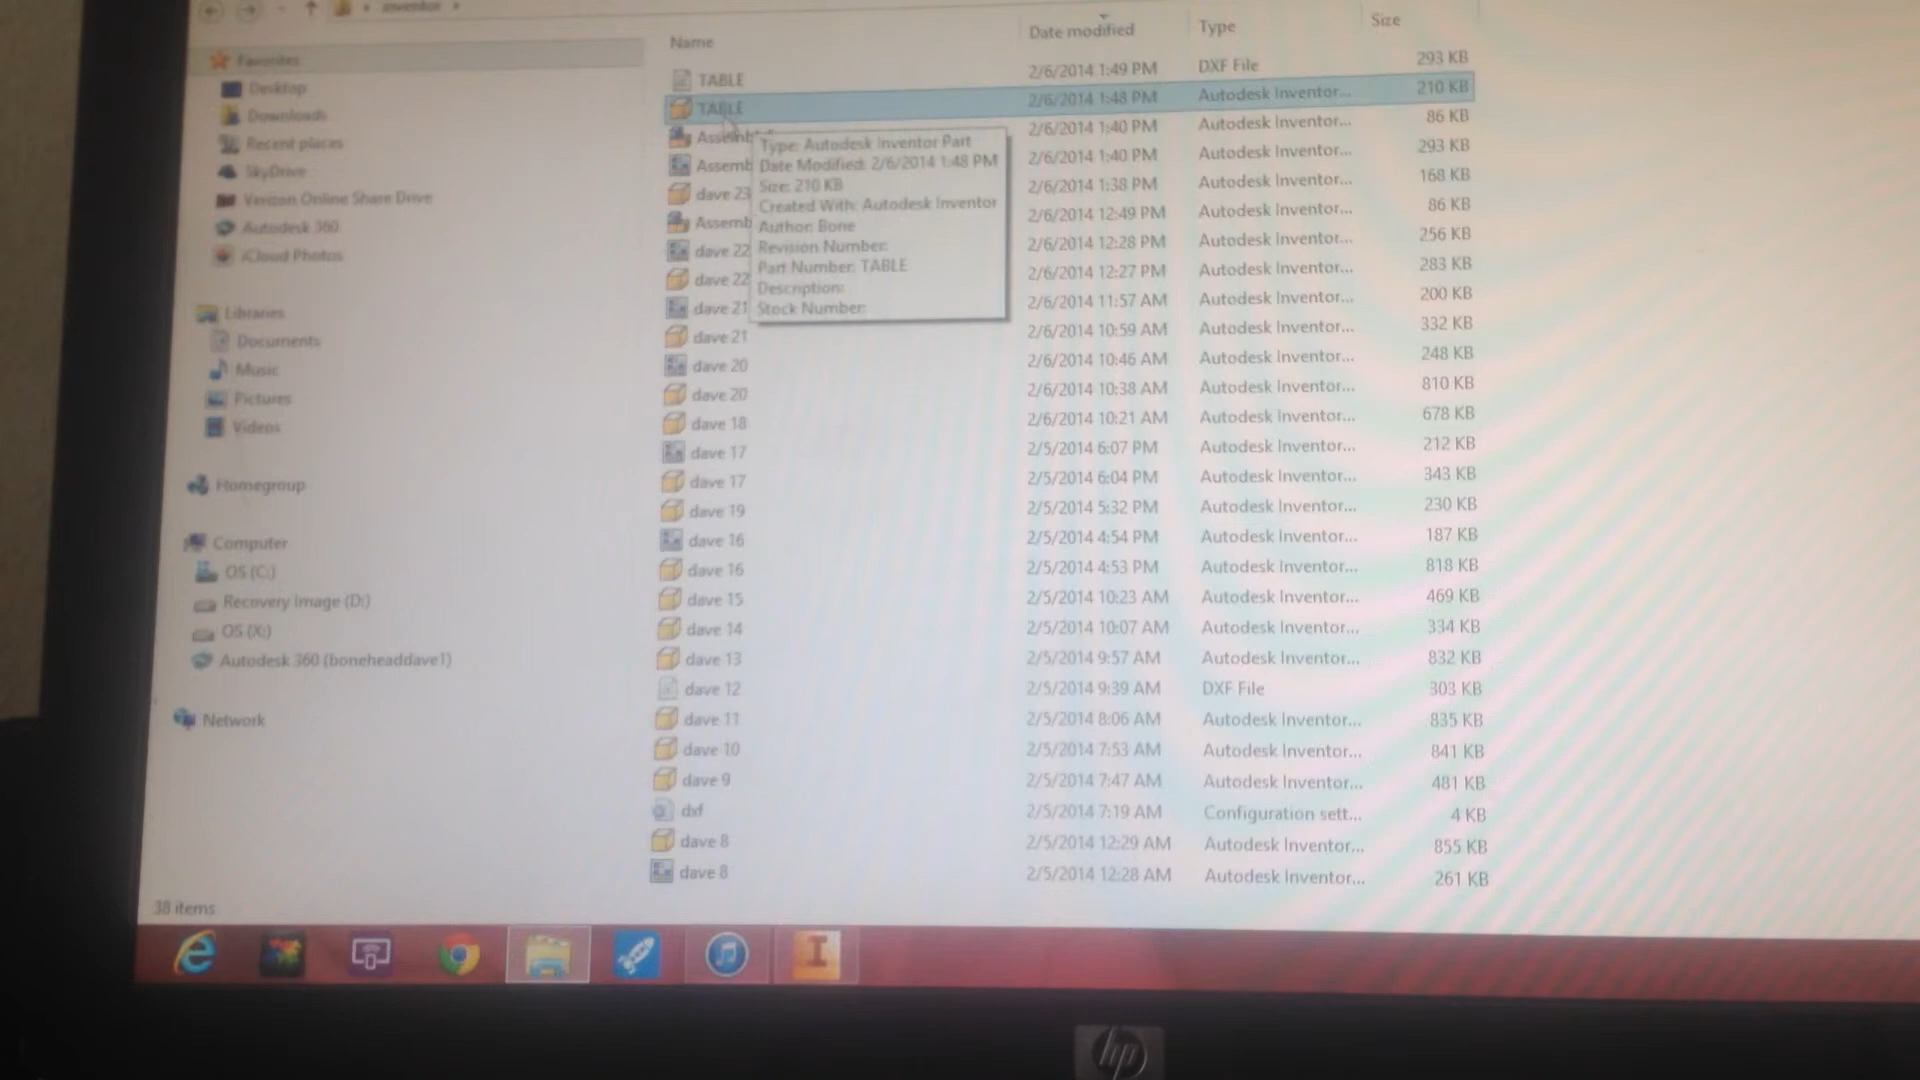 inventor
Name Date modified Type Size
Favorites
Desktop
Downloads
Recent places
SkyDrive
Verizon Online Share Drive
Autodesk 360
iCloud Photos
Libraries
Documents
Music
Pictures
Videos
Homegroup
Computer
OS (C:)
Recovery Image (D:)
OS (X:)
Autodesk 360 (boneheaddave1)
Network
TABLE 2/6/2014 1:49 PM DXF File 293 KB
TABLE 2/6/2014 1:48 PM Autodesk Inventor... 210 KB
Assembly 2/6/2014 1:40 PM Autodesk Inventor... 86 KB
Assemb 2/6/2014 1:40 PM Autodesk Inventor... 293 KB
dave 23 2/6/2014 1:38 PM Autodesk Inventor... 168 KB
Assemb 2/6/2014 12:49 PM Autodesk Inventor... 86 KB
dave 22 2/6/2014 12:28 PM Autodesk Inventor... 256 KB
dave 22 2/6/2014 12:27 PM Autodesk Inventor... 283 KB
dave 21 2/6/2014 11:57 AM Autodesk Inventor... 200 KB
dave 21 2/6/2014 10:59 AM Autodesk Inventor... 332 KB
dave 20 2/6/2014 10:46 AM Autodesk Inventor... 248 KB
dave 20 2/6/2014 10:38 AM Autodesk Inventor... 810 KB
dave 18 2/6/2014 10:21 AM Autodesk Inventor... 678 KB
dave 17 2/5/2014 6:07 PM Autodesk Inventor... 212 KB
dave 17 2/5/2014 6:04 PM Autodesk Inventor... 343 KB
dave 19 2/5/2014 5:32 PM Autodesk Inventor... 230 KB
dave 16 2/5/2014 4:54 PM Autodesk Inventor... 187 KB
dave 16 2/5/2014 4:53 PM Autodesk Inventor... 818 KB
dave 15 2/5/2014 10:23 AM Autodesk Inventor... 469 KB
dave 14 2/5/2014 10:07 AM Autodesk Inventor... 334 KB
dave 13 2/5/2014 9:57 AM Autodesk Inventor... 832 KB
dave 12 2/5/2014 9:39 AM DXF File 303 KB
dave 11 2/5/2014 8:06 AM Autodesk Inventor... 835 KB
dave 10 2/5/2014 7:53 AM Autodesk Inventor... 841 KB
dave 9 2/5/2014 7:47 AM Autodesk Inventor... 481 KB
dxf 2/5/2014 7:19 AM Configuration sett... 4 KB
dave 8 2/5/2014 12:29 AM Autodesk Inventor... 855 KB
dave 8 2/5/2014 12:28 AM Autodesk Inventor... 261 KB
Type: Autodesk Inventor Part
Date Modified: 2/6/2014 1:48 PM
Size: 210 KB
Created With: Autodesk Inventor
Author: Bone
Revision Number:
Part Number: TABLE
Description:
Stock Number:
38 items
hp